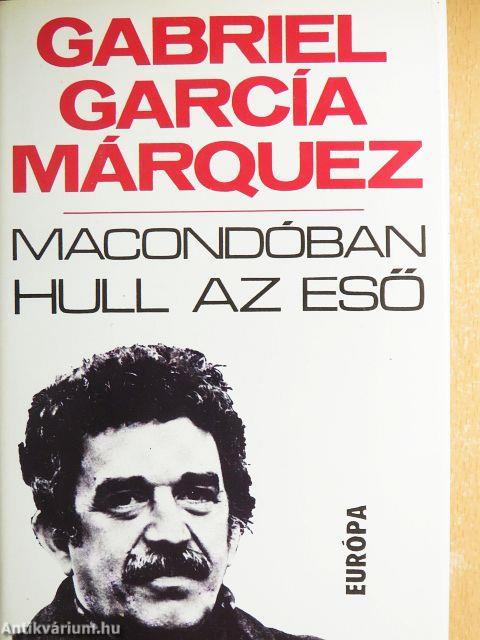 GABRIEL
GARCÍA
MÁRQUEZ
MACONDÓBAN
HULL AZ ESŐ
EURÓPA
Antikvárium.hu